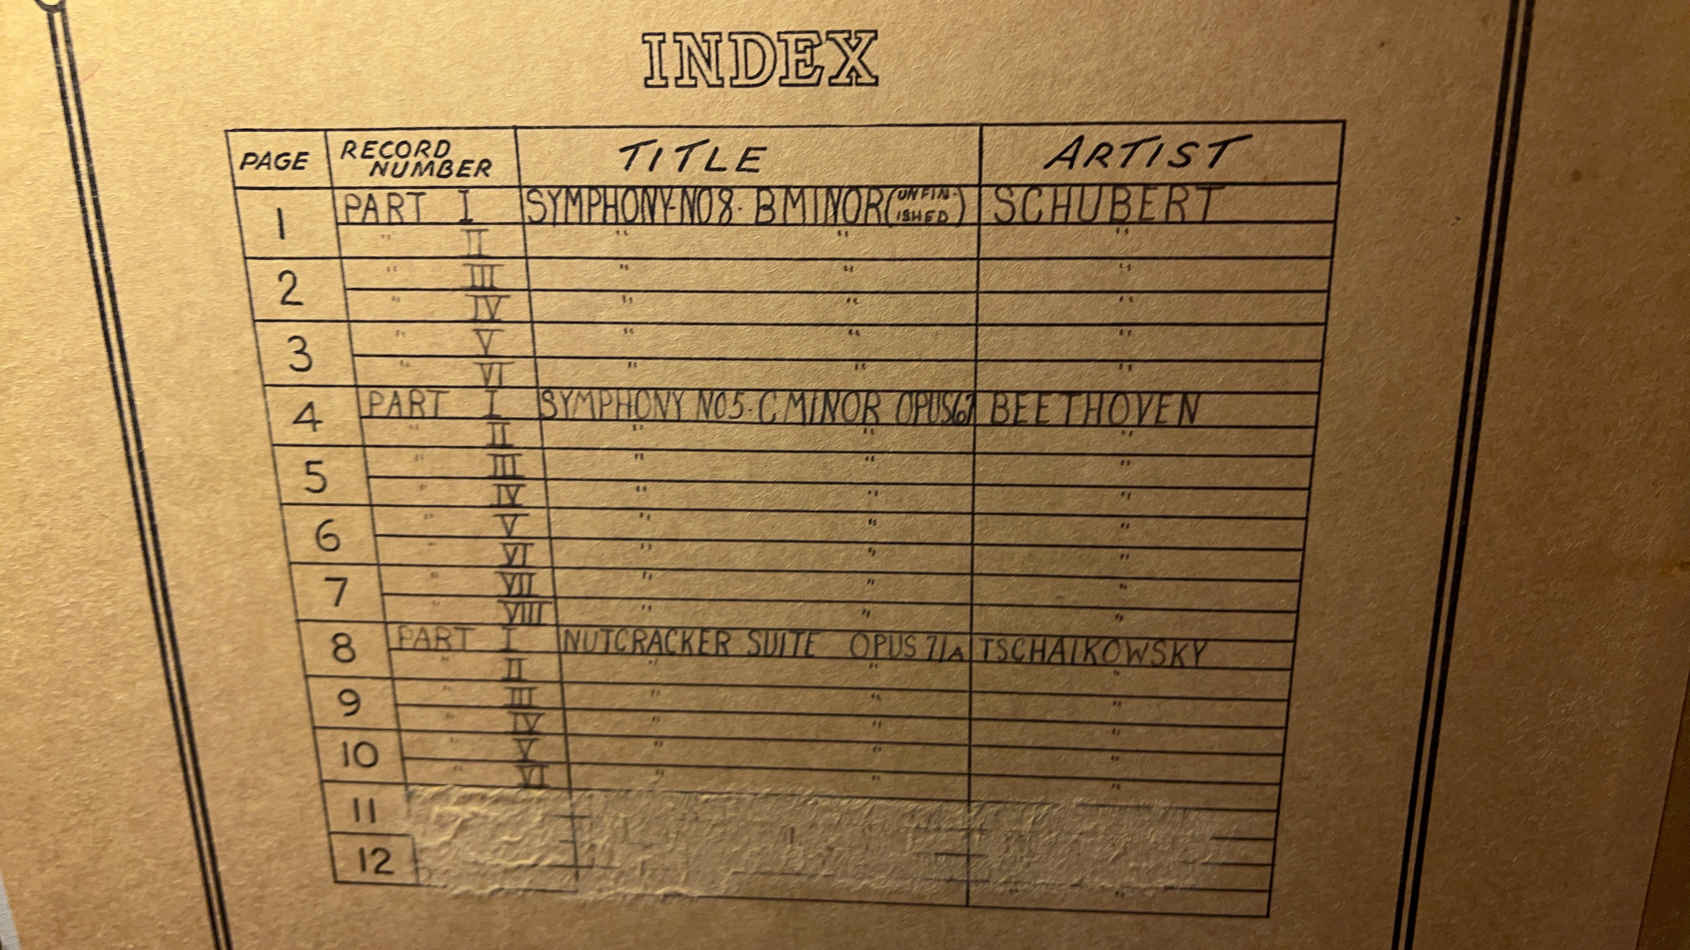 INDEX
PAGE RECORD NUMBER TITLE ARTIST
1 PART I SYMPHONY-NO 8. B MINOR (UNFIN-ISHED) SCHUBERT
" II " " "
2 " III " " "
" IV " " "
3 " V " " "
" VI " " "
4 PART I SYMPHONY NO 5. C MINOR OPUS 67 BEETHOVEN
" II " " "
5 " III " " "
" IV " " "
6 " V " " "
" VI " " "
7 " VII " " "
" VIII " " "
8 PART I NUTCRACKER SUITE OPUS 71A TSCHAIKOWSKY
" II " " "
9 " III " " "
" IV " " "
10 " V " " "
" VI " " "
11
12